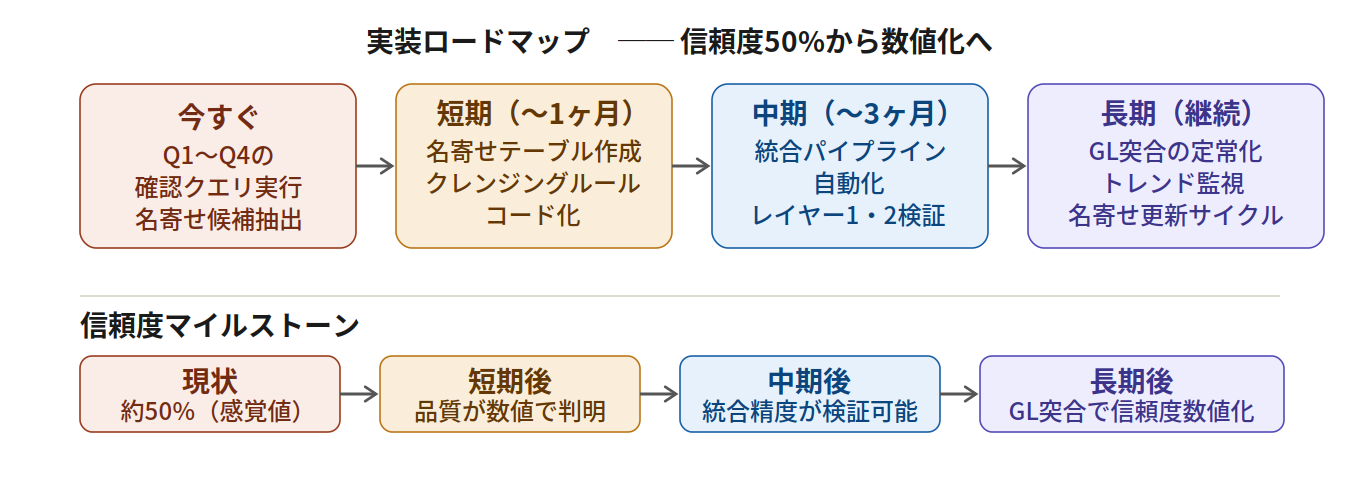 実装ロードマップ ―― 信頼度50%から数値化へ
今すぐ
Q1〜Q4の
確認クエリ実行
名寄せ候補抽出
短期（〜1ヶ月）
名寄せテーブル作成
クレンジングルール
コード化
中期（〜3ヶ月）
統合パイプライン
自動化
レイヤー1・2検証
長期（継続）
GL突合の定常化
トレンド監視
名寄せ更新サイクル
信頼度マイルストーン
現状
約50%（感覚値）
短期後
品質が数値で判明
中期後
統合精度が検証可能
長期後
GL突合で信頼度数値化